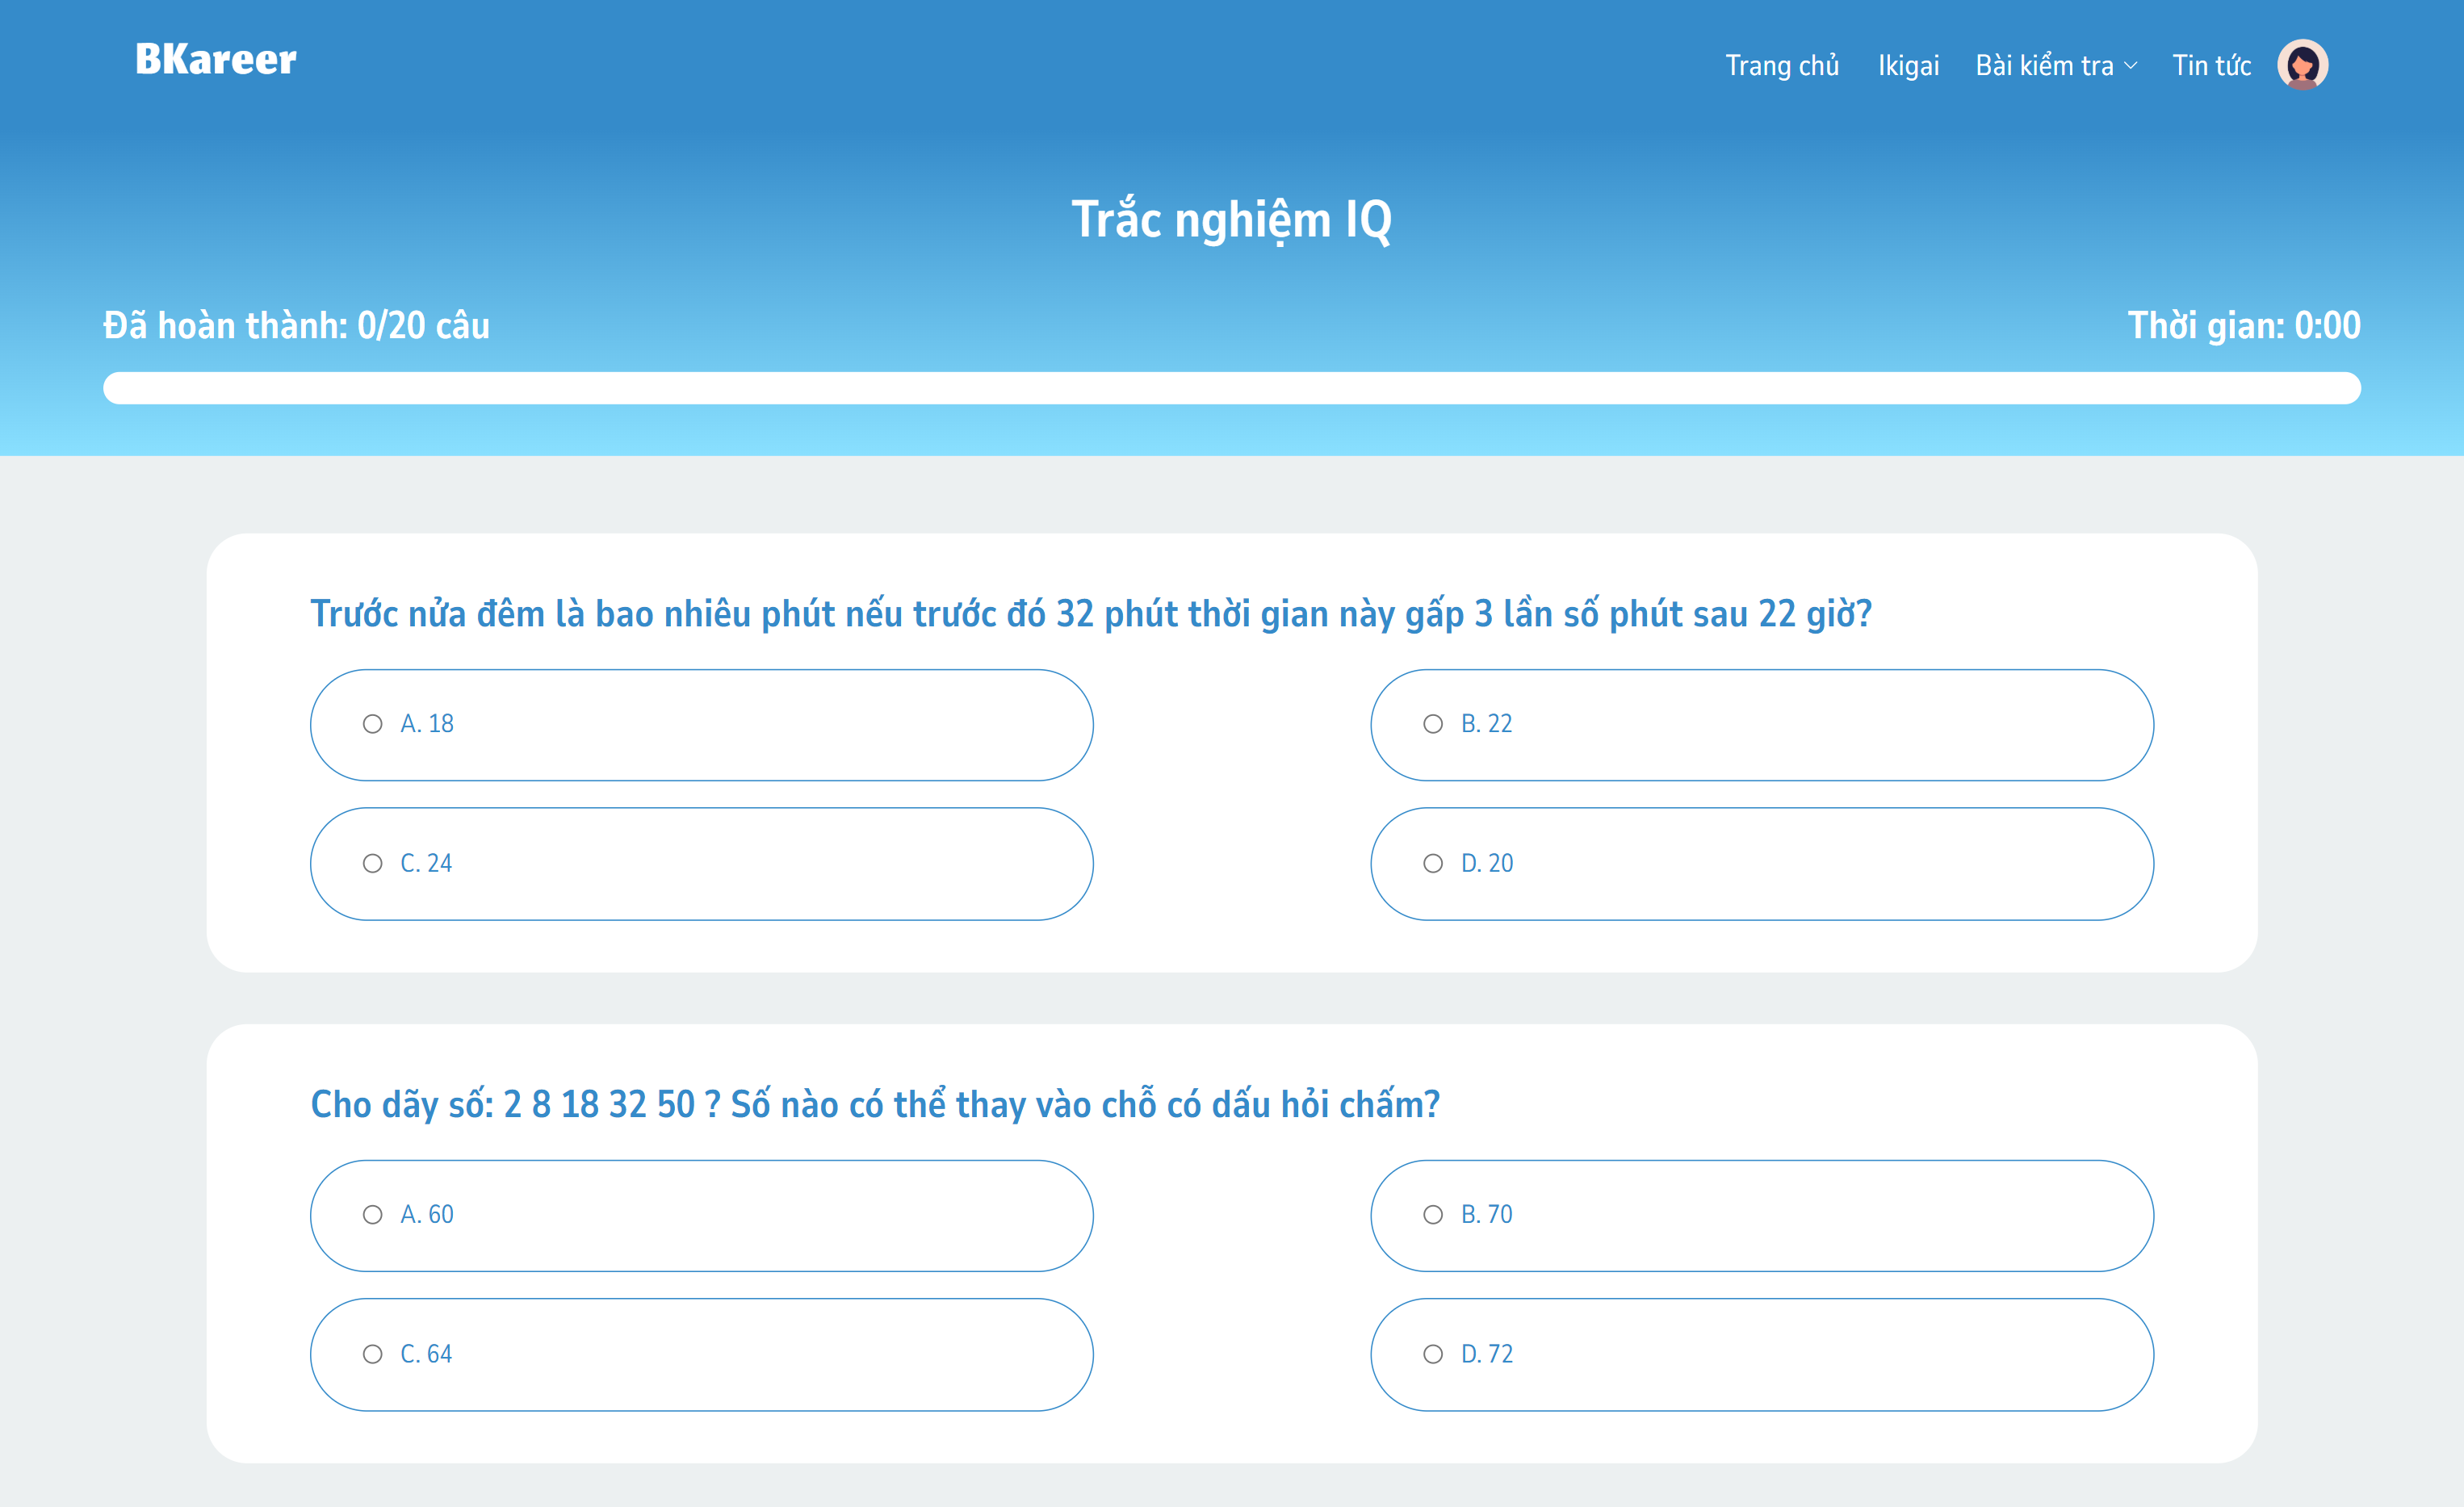 BKareer
Trang chủ Ikigai Bài kiểm tra Tin tức
Trắc nghiệm IQ
Đã hoàn thành: 0/20 câu
Thời gian: 0:00
Trước nửa đêm là bao nhiêu phút nếu trước đó 32 phút thời gian này gấp 3 lần số phút sau 22 giờ?
A. 18
B. 22
C. 24
D. 20
Cho dãy số: 2 8 18 32 50 ? Số nào có thể thay vào chỗ có dấu hỏi chấm?
A. 60
B. 70
C. 64
D. 72